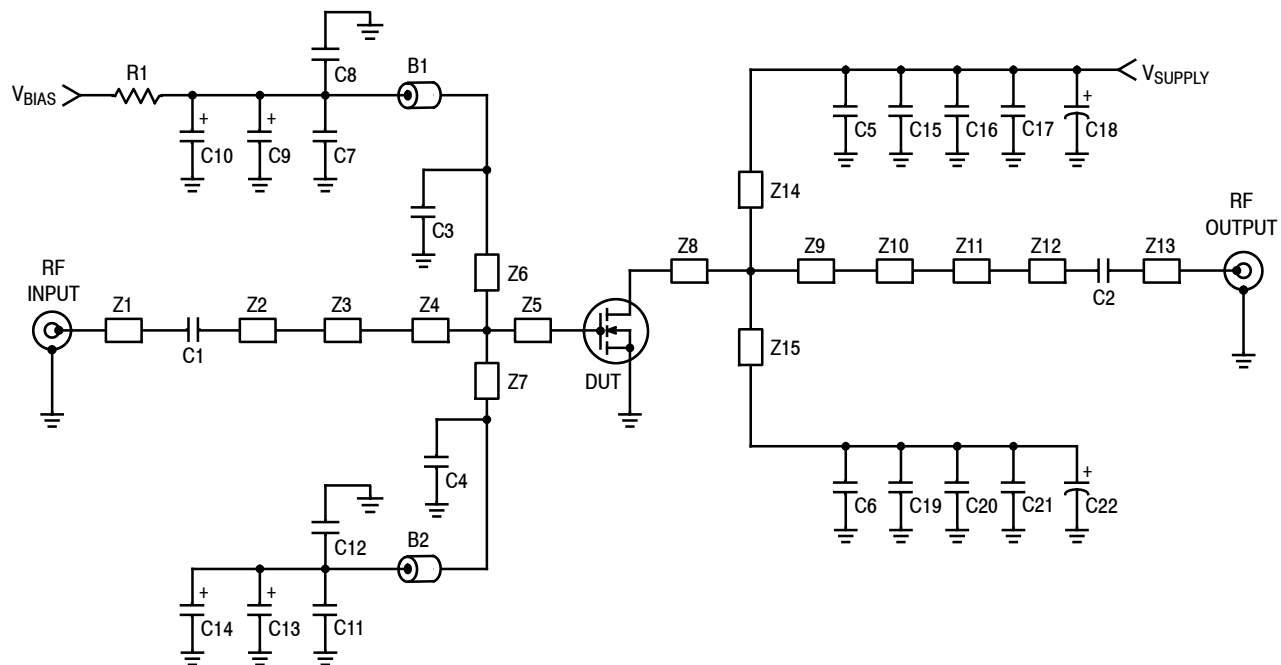 V_BIAS
R1
C8
B1
+
C10
+
C9
C7
C3
Z6
V_SUPPLY
C5
C15
C16
C17
+
C18
Z14
RF
INPUT
Z1
C1
Z2
Z3
Z4
Z5
DUT
Z7
Z8
Z9
Z10
Z11
Z12
C2
Z13
RF
OUTPUT
Z15
C4
C12
B2
+
C14
+
C13
C11
C6
C19
C20
C21
+
C22